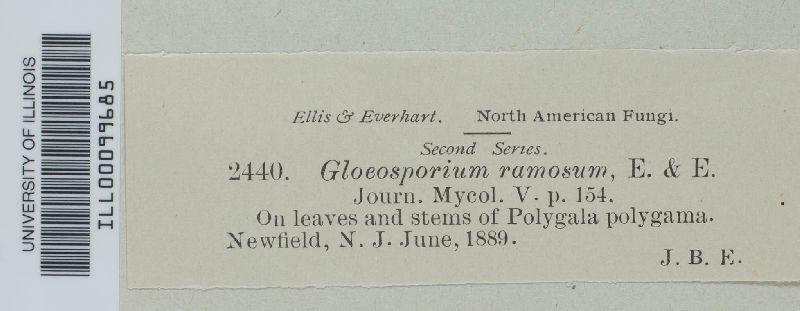 UNIVERSITY OF ILLINOIS
ILL00099685
Ellis & Everhart. North American Fungi.
Second Series.
2440. Gloeosporium ramosum, E. & E.
Journ. Mycol. V. p. 154.
On leaves and stems of Polygala polygama.
Newfield, N. J. June, 1889.
J. B. E.